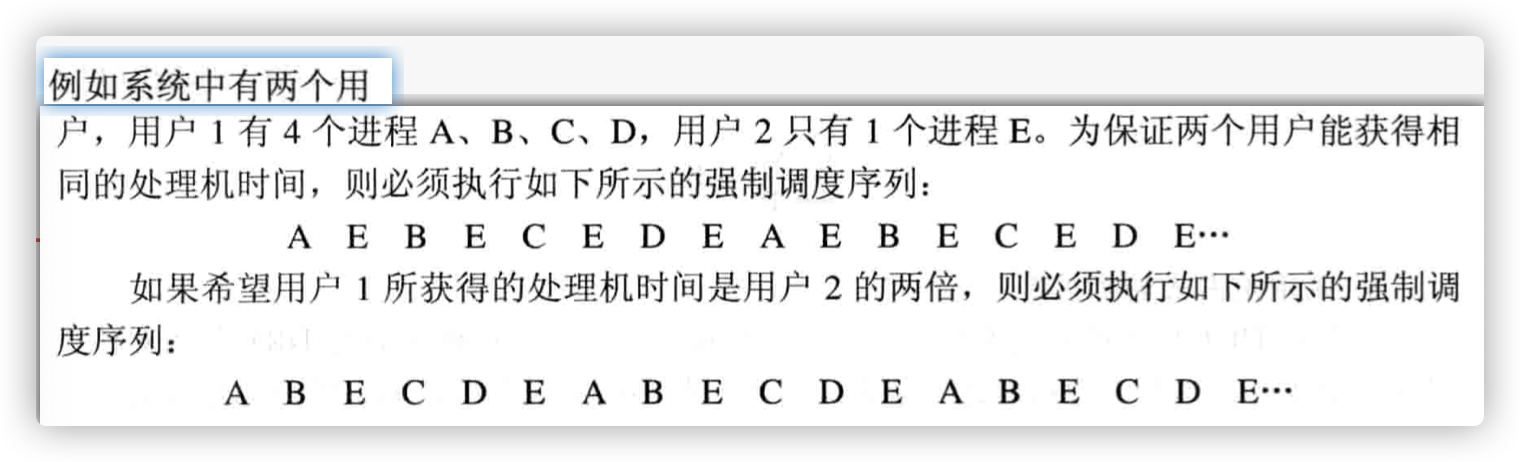 例如系统中有两个用
户，用户 1 有 4 个进程 A、B、C、D，用户 2 只有 1 个进程 E。为保证两个用户能获得相
同的处理机时间，则必须执行如下所示的强制调度序列：
A E B E C E D E A E B E C E D E…
如果希望用户 1 所获得的处理机时间是用户 2 的两倍，则必须执行如下所示的强制调
度序列：
A B E C D E A B E C D E A B E C D E…